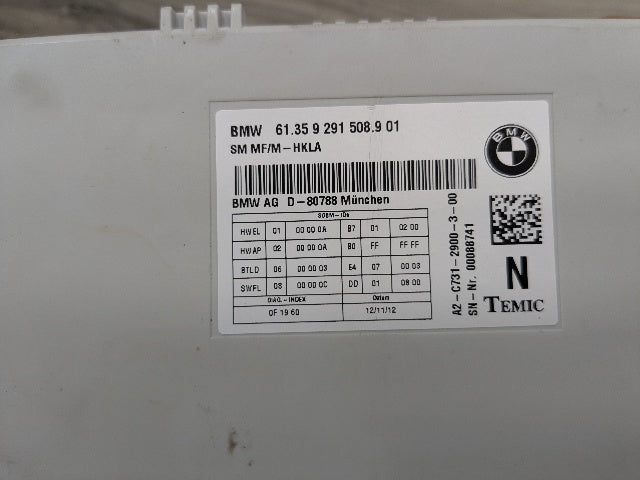 BMW 61.35 9 291 508.9 01
SM MF/M-HKLA
BMW
BMW AG D-80788 München
SGBM-IDs
HWEL 01 00 00 0A B7 01 02 00
HWAP 02 00 00 0A B0 FF FF FF
BTLD 06 00 00 03 E4 07 00 03
SWFL 08 00 00 0C DD 01 08 00
DIAG.-INDEX Datum
0F 19 60 12/11/12
A2-C731-2900-3-00
SN-Nr. 00088741
N
TEMIC